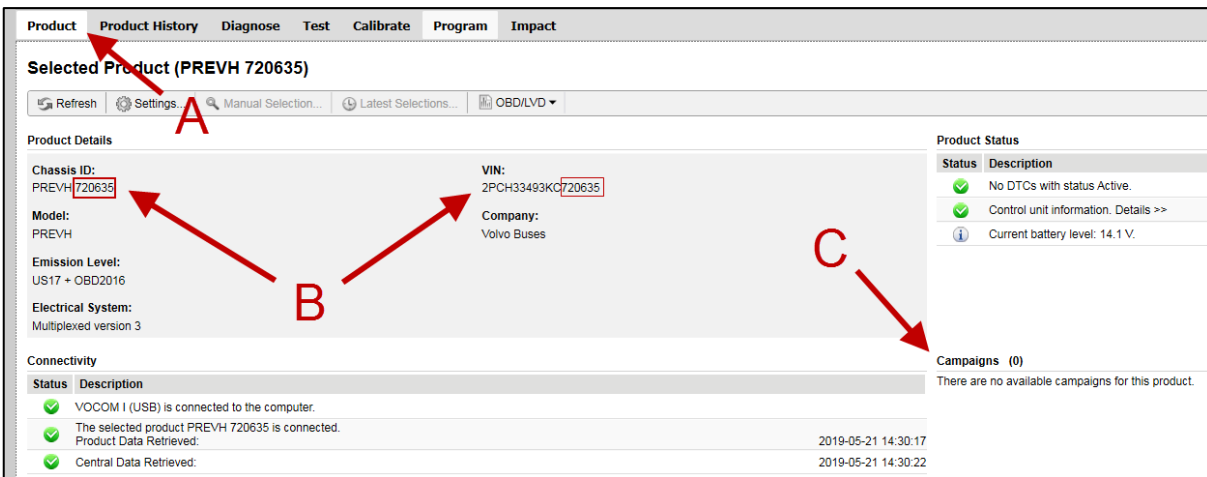 Product Product History Diagnose Test Calibrate Program Impact
Selected Product (PREVH 720635)
Refresh Settings... Manual Selection... Latest Selections... OBD/LVD
A
Product Details
Chassis ID:
PREVH 720635
Model:
PREVH
Emission Level:
US17 + OBD2016
Electrical System:
Multiplexed version 3
VIN:
2PCH33493KC720635
Company:
Volvo Buses
B
Product Status
Status Description
No DTCs with status Active.
Control unit information. Details >>
Current battery level: 14.1 V.
C
Connectivity
Status Description
VOCOM I (USB) is connected to the computer.
The selected product PREVH 720635 is connected.
Product Data Retrieved: 2019-05-21 14:30:17
Central Data Retrieved: 2019-05-21 14:30:22
Campaigns (0)
There are no available campaigns for this product.